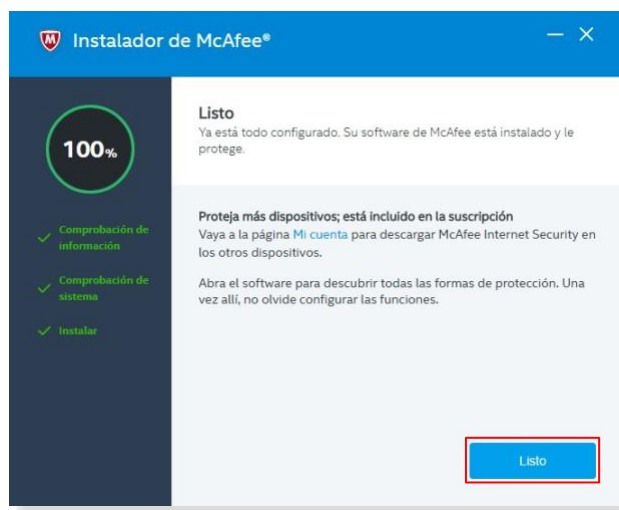 Instalador de McAfee®
100%
Comprobación de
información
Comprobación de
sistema
Instalar
Listo
Ya está todo configurado. Su software de McAfee está instalado y le
protege.
Proteja más dispositivos; está incluido en la suscripción
Vaya a la página Mi cuenta para descargar McAfee Internet Security en
los otros dispositivos.
Abra el software para descubrir todas las formas de protección. Una
vez allí, no olvide configurar las funciones.
Listo